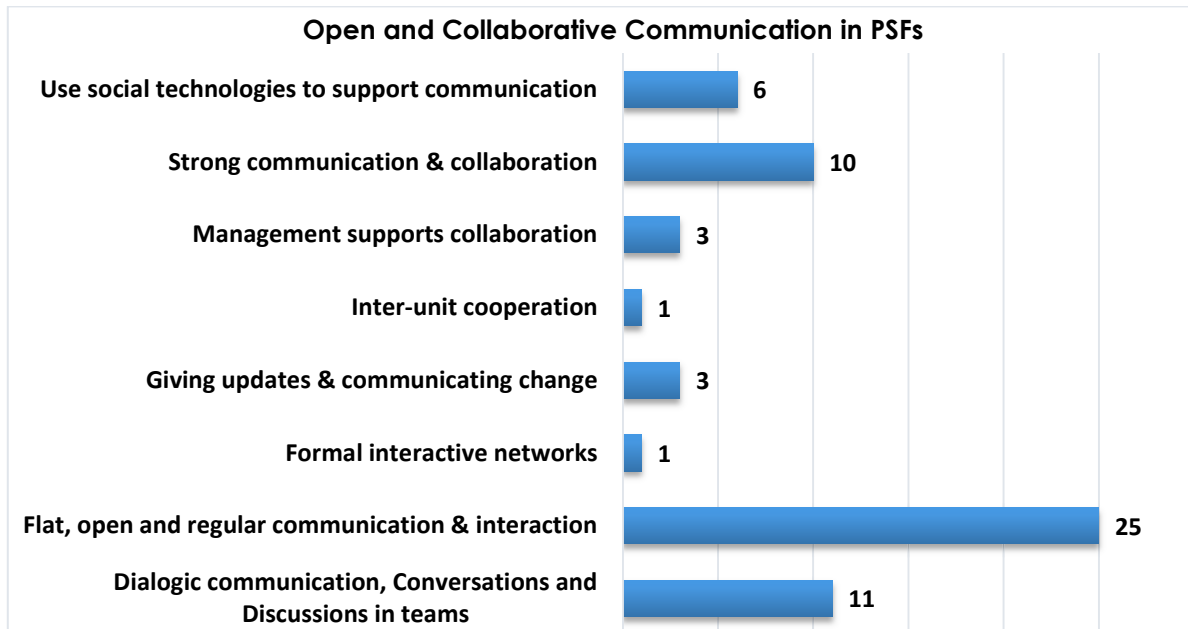 Open and Collaborative Communication in PSFs
Use social technologies to support communication
6
Strong communication & collaboration
10
Management supports collaboration
3
Inter-unit cooperation
1
Giving updates & communicating change
3
Formal interactive networks
1
Flat, open and regular communication & interaction
25
Dialogic communication, Conversations and
Discussions in teams
11